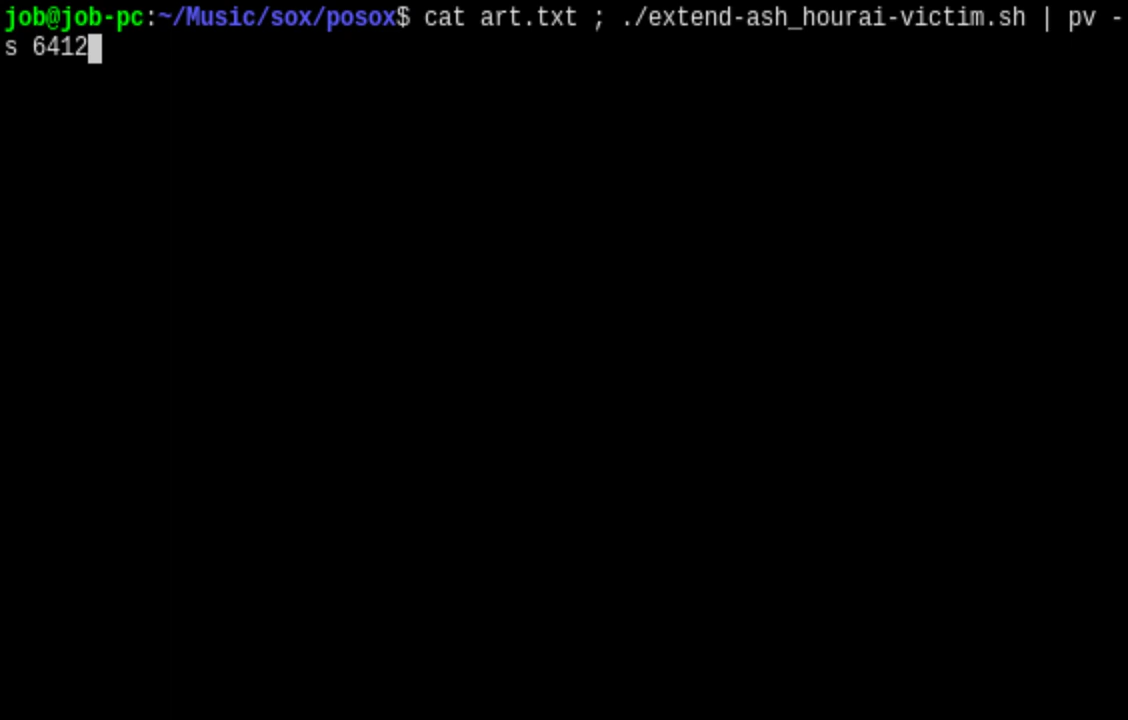 job@job-pc:~/Music/sox/posox$ cat art.txt ; ./extend-ash_hourai-victim.sh | pv -
s 6412